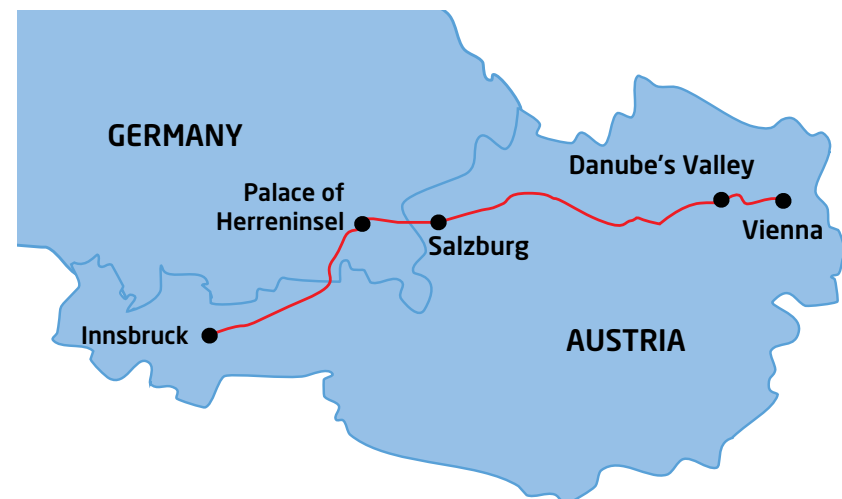 GERMANY
Danube's Valley
Palace of
Herreninsel
Salzburg
Vienna
Innsbruck
AUSTRIA